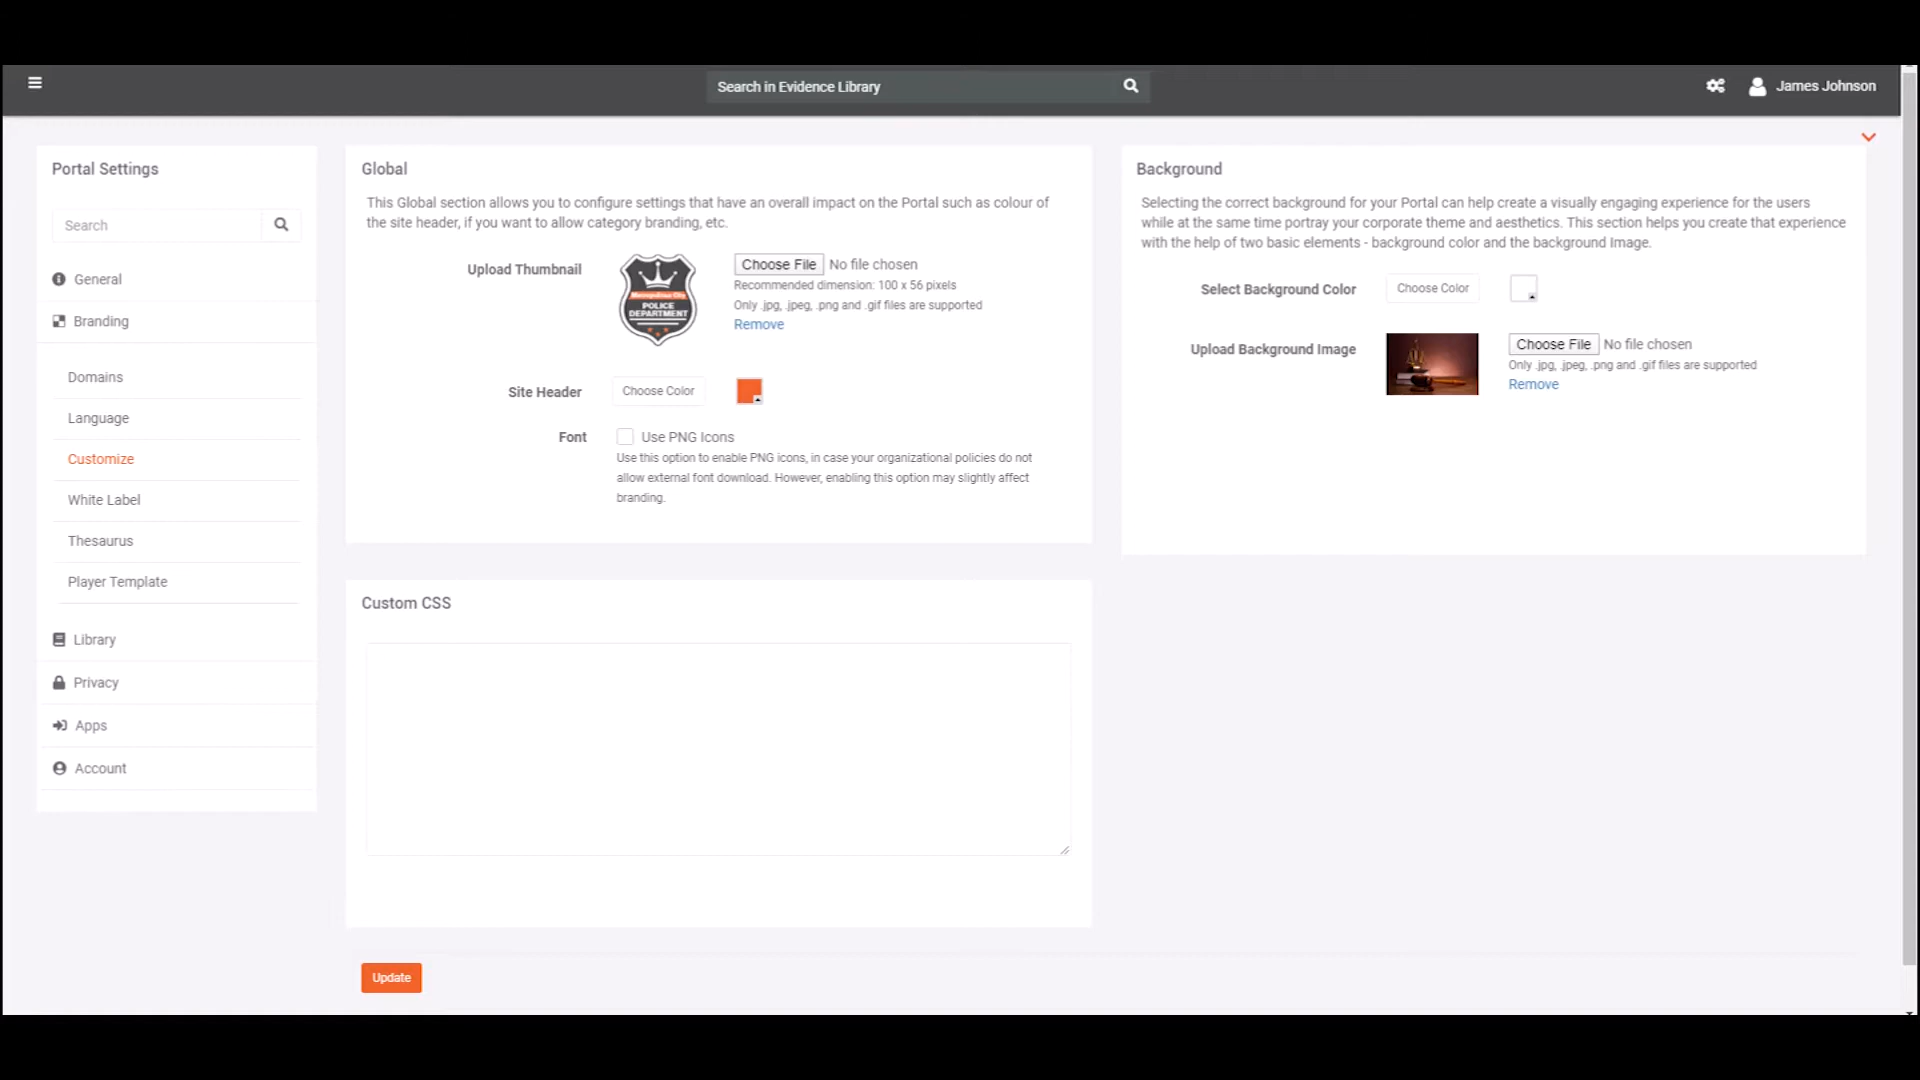 Search in Evidence Library
James Johnson
Portal Settings
Search
General
Branding
Domains
Language
Customize
White Label
Thesaurus
Player Template
Library
Privacy
Apps
Account
Global
This Global section allows you to configure settings that have an overall impact on the Portal such as colour of
the site header, if you want to allow category branding, etc.
Upload Thumbnail
Metropolitan City
POLICE
DEPARTMENT
Choose File No file chosen
Recommended dimension: 100 x 56 pixels
Only .jpg, .jpeg, .png and .gif files are supported
Remove
Site Header Choose Color
Font Use PNG Icons
Use this option to enable PNG icons, in case your organizational policies do not
allow external font download. However, enabling this option may slightly affect
branding.
Background
Selecting the correct background for your Portal can help create a visually engaging experience for the users
while at the same time portray your corporate theme and aesthetics. This section helps you create that experience
with the help of two basic elements - background color and the background Image.
Select Background Color Choose Color
Upload Background Image Choose File No file chosen
Only .jpg, .jpeg, .png and .gif files are supported
Remove
Custom CSS
Update